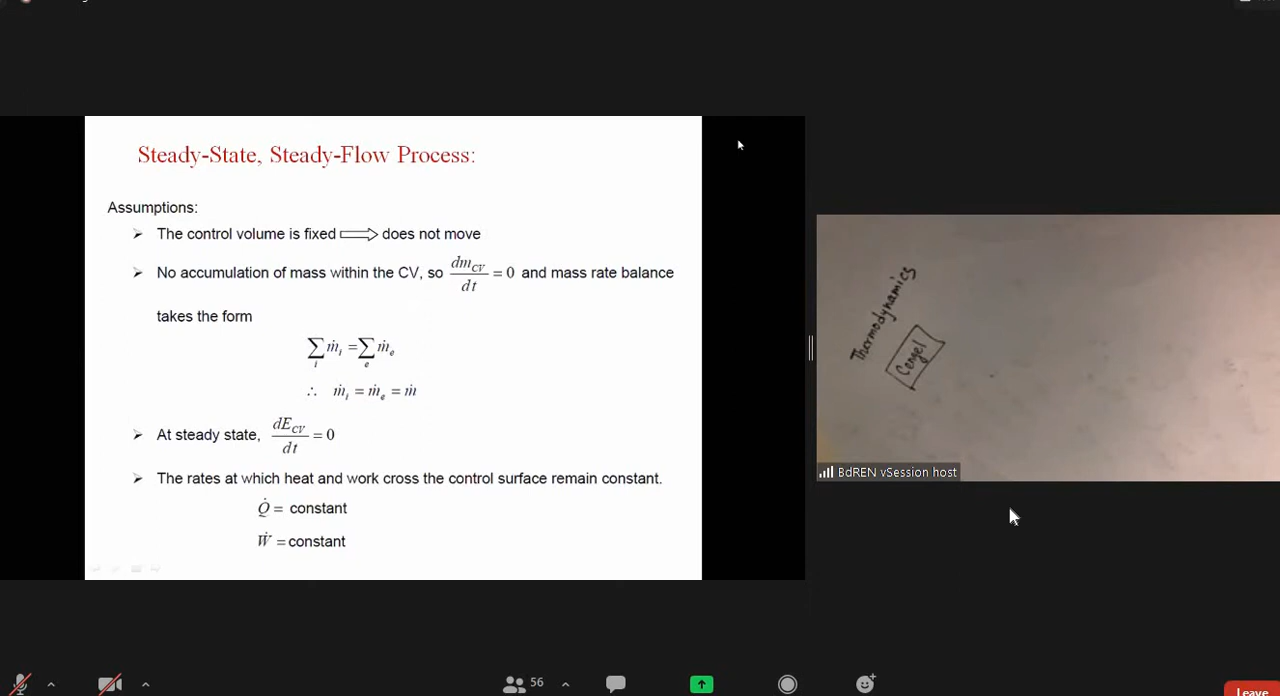 Steady-State, Steady-Flow Process:
Assumptions:
➢ The control volume is fixed ⟹ does not move
➢ No accumulation of mass within the CV, so dm_CV/dt = 0 and mass rate balance
takes the form
∑_i ṁ_i = ∑_e ṁ_e
∴ ṁ_i = ṁ_e = ṁ
➢ At steady state, dE_CV/dt = 0
➢ The rates at which heat and work cross the control surface remain constant.
Q̇ = constant
Ẇ = constant
Thermodynamics
Cengel
BdREN vSession host
56
Leave